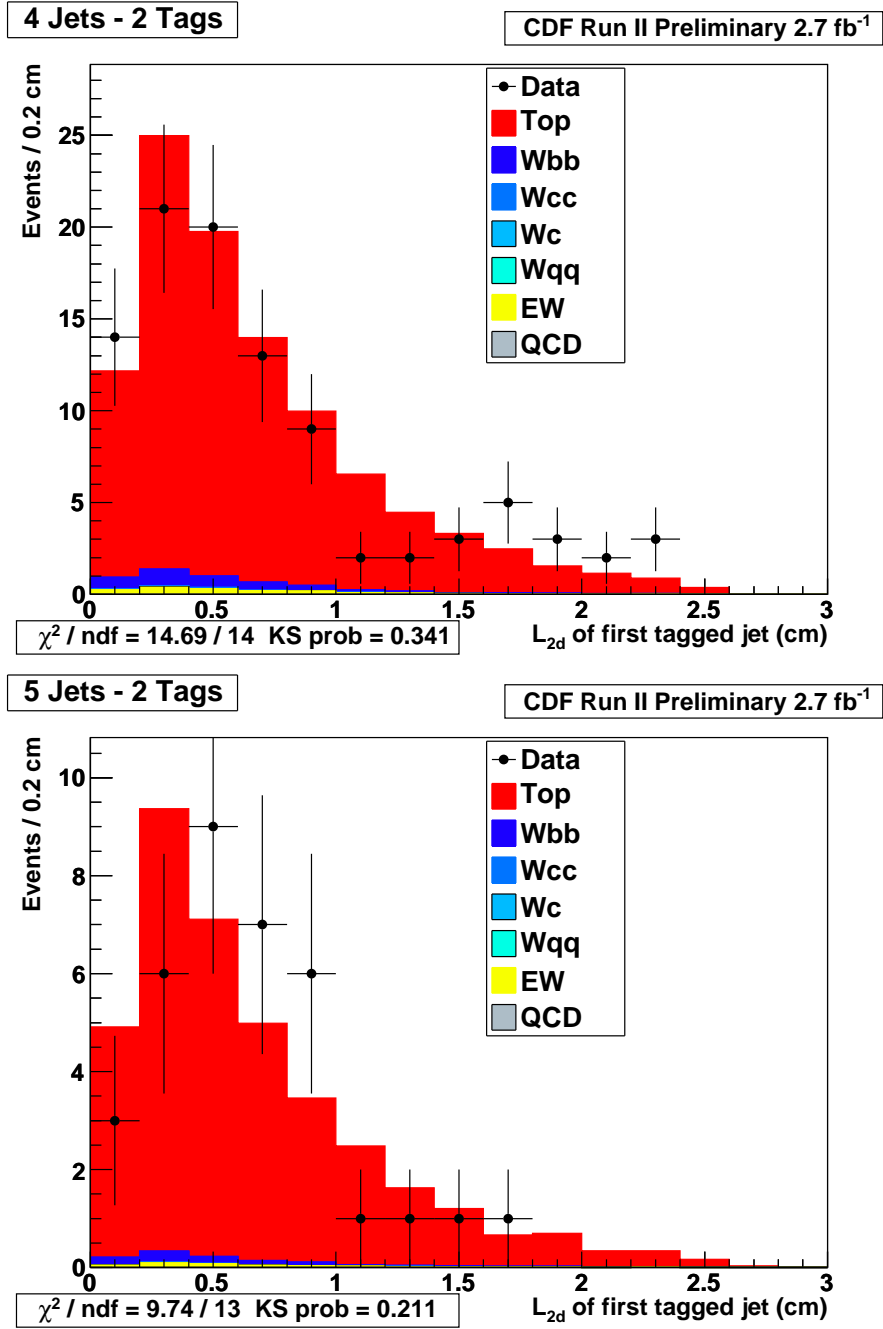 4 Jets - 2 Tags
CDF Run II Preliminary 2.7 fb⁻¹
Events / 0.2 cm
25
20
15
10
5
0
Data
Top
Wbb
Wcc
Wc
Wqq
EW
QCD
0 0.5 1 1.5 2 2.5 3
L2d of first tagged jet (cm)
χ² / ndf = 14.69 / 14 KS prob = 0.341
5 Jets - 2 Tags
CDF Run II Preliminary 2.7 fb⁻¹
Events / 0.2 cm
10
8
6
4
2
0
Data
Top
Wbb
Wcc
Wc
Wqq
EW
QCD
0 0.5 1 1.5 2 2.5 3
L2d of first tagged jet (cm)
χ² / ndf = 9.74 / 13 KS prob = 0.211